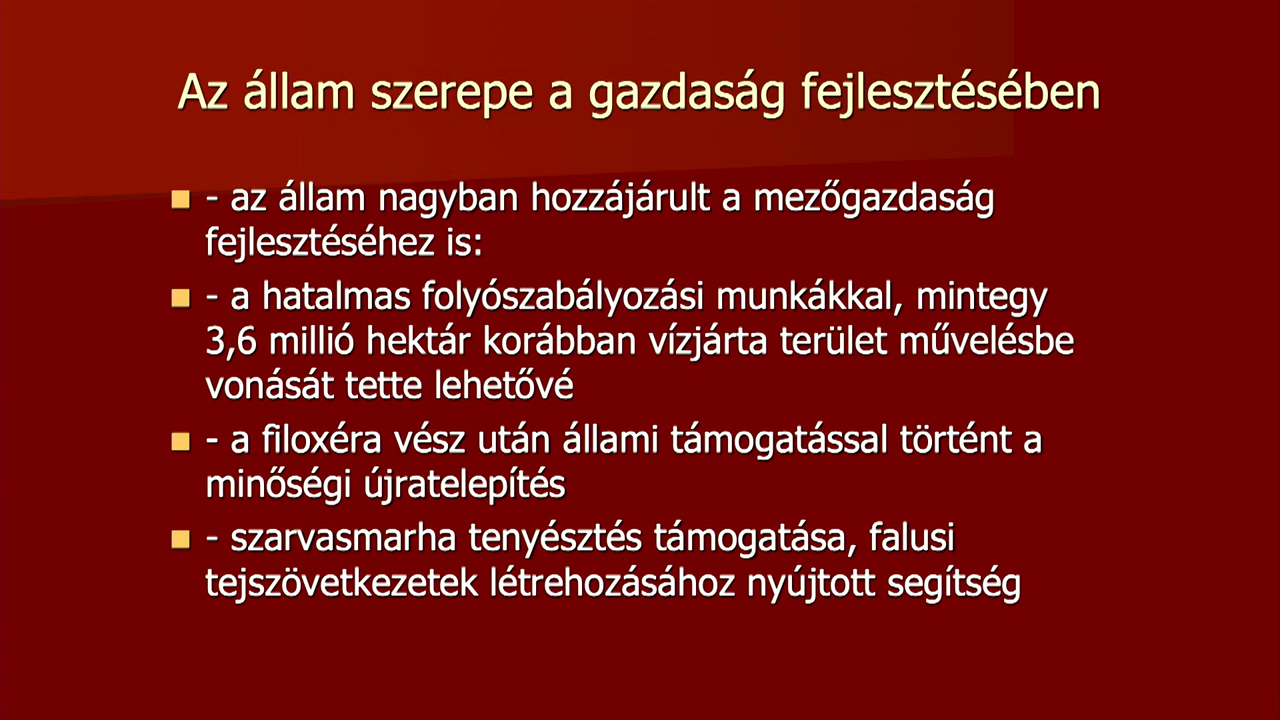 Az állam szerepe a gazdaság fejlesztésében
- az állam nagyban hozzájárult a mezőgazdaság
fejlesztéséhez is:
- a hatalmas folyószabályozási munkákkal, mintegy
3,6 millió hektár korábban vízjárta terület művelésbe
vonását tette lehetővé
- a filoxéra vész után állami támogatással történt a
minőségi újratelepítés
- szarvasmarha tenyésztés támogatása, falusi
tejszövetkezetek létrehozásához nyújtott segítség